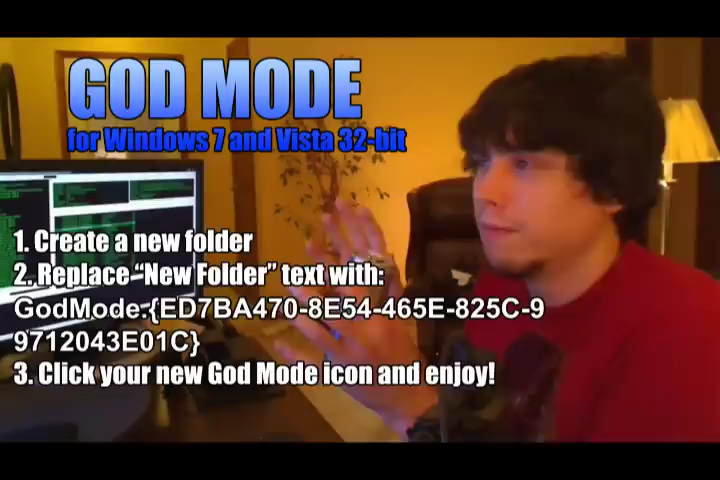 GOD MODE
for Windows 7 and Vista 32-bit
1. Create a new folder
2. Replace “New Folder” text with:
GodMode.{ED7BA470-8E54-465E-825C-9
9712043E01C}
3. Click your new God Mode icon and enjoy!